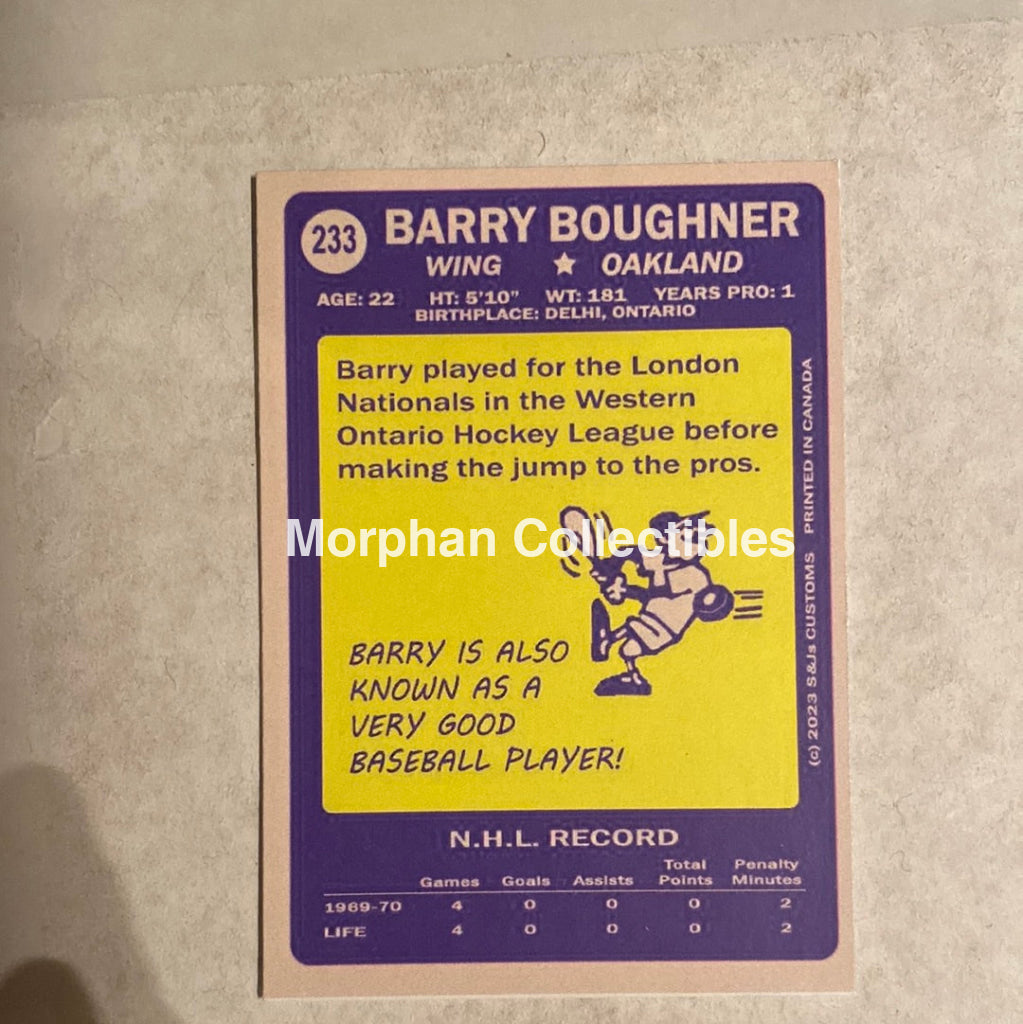 233 BARRY BOUGHNER
WING ★ OAKLAND
AGE: 22 HT: 5'10" WT: 181 YEARS PRO: 1
BIRTHPLACE: DELHI, ONTARIO
Barry played for the London
Nationals in the Western
Ontario Hockey League before
making the jump to the pros.
Morphan Collectibles
BARRY IS ALSO
KNOWN AS A
VERY GOOD
BASEBALL PLAYER!
(c) 2023 S&Js CUSTOMS PRINTED IN CANADA
N.H.L. RECORD
Games Goals Assists Total Points Penalty Minutes
1969-70 4 0 0 0 2
LIFE 4 0 0 0 2